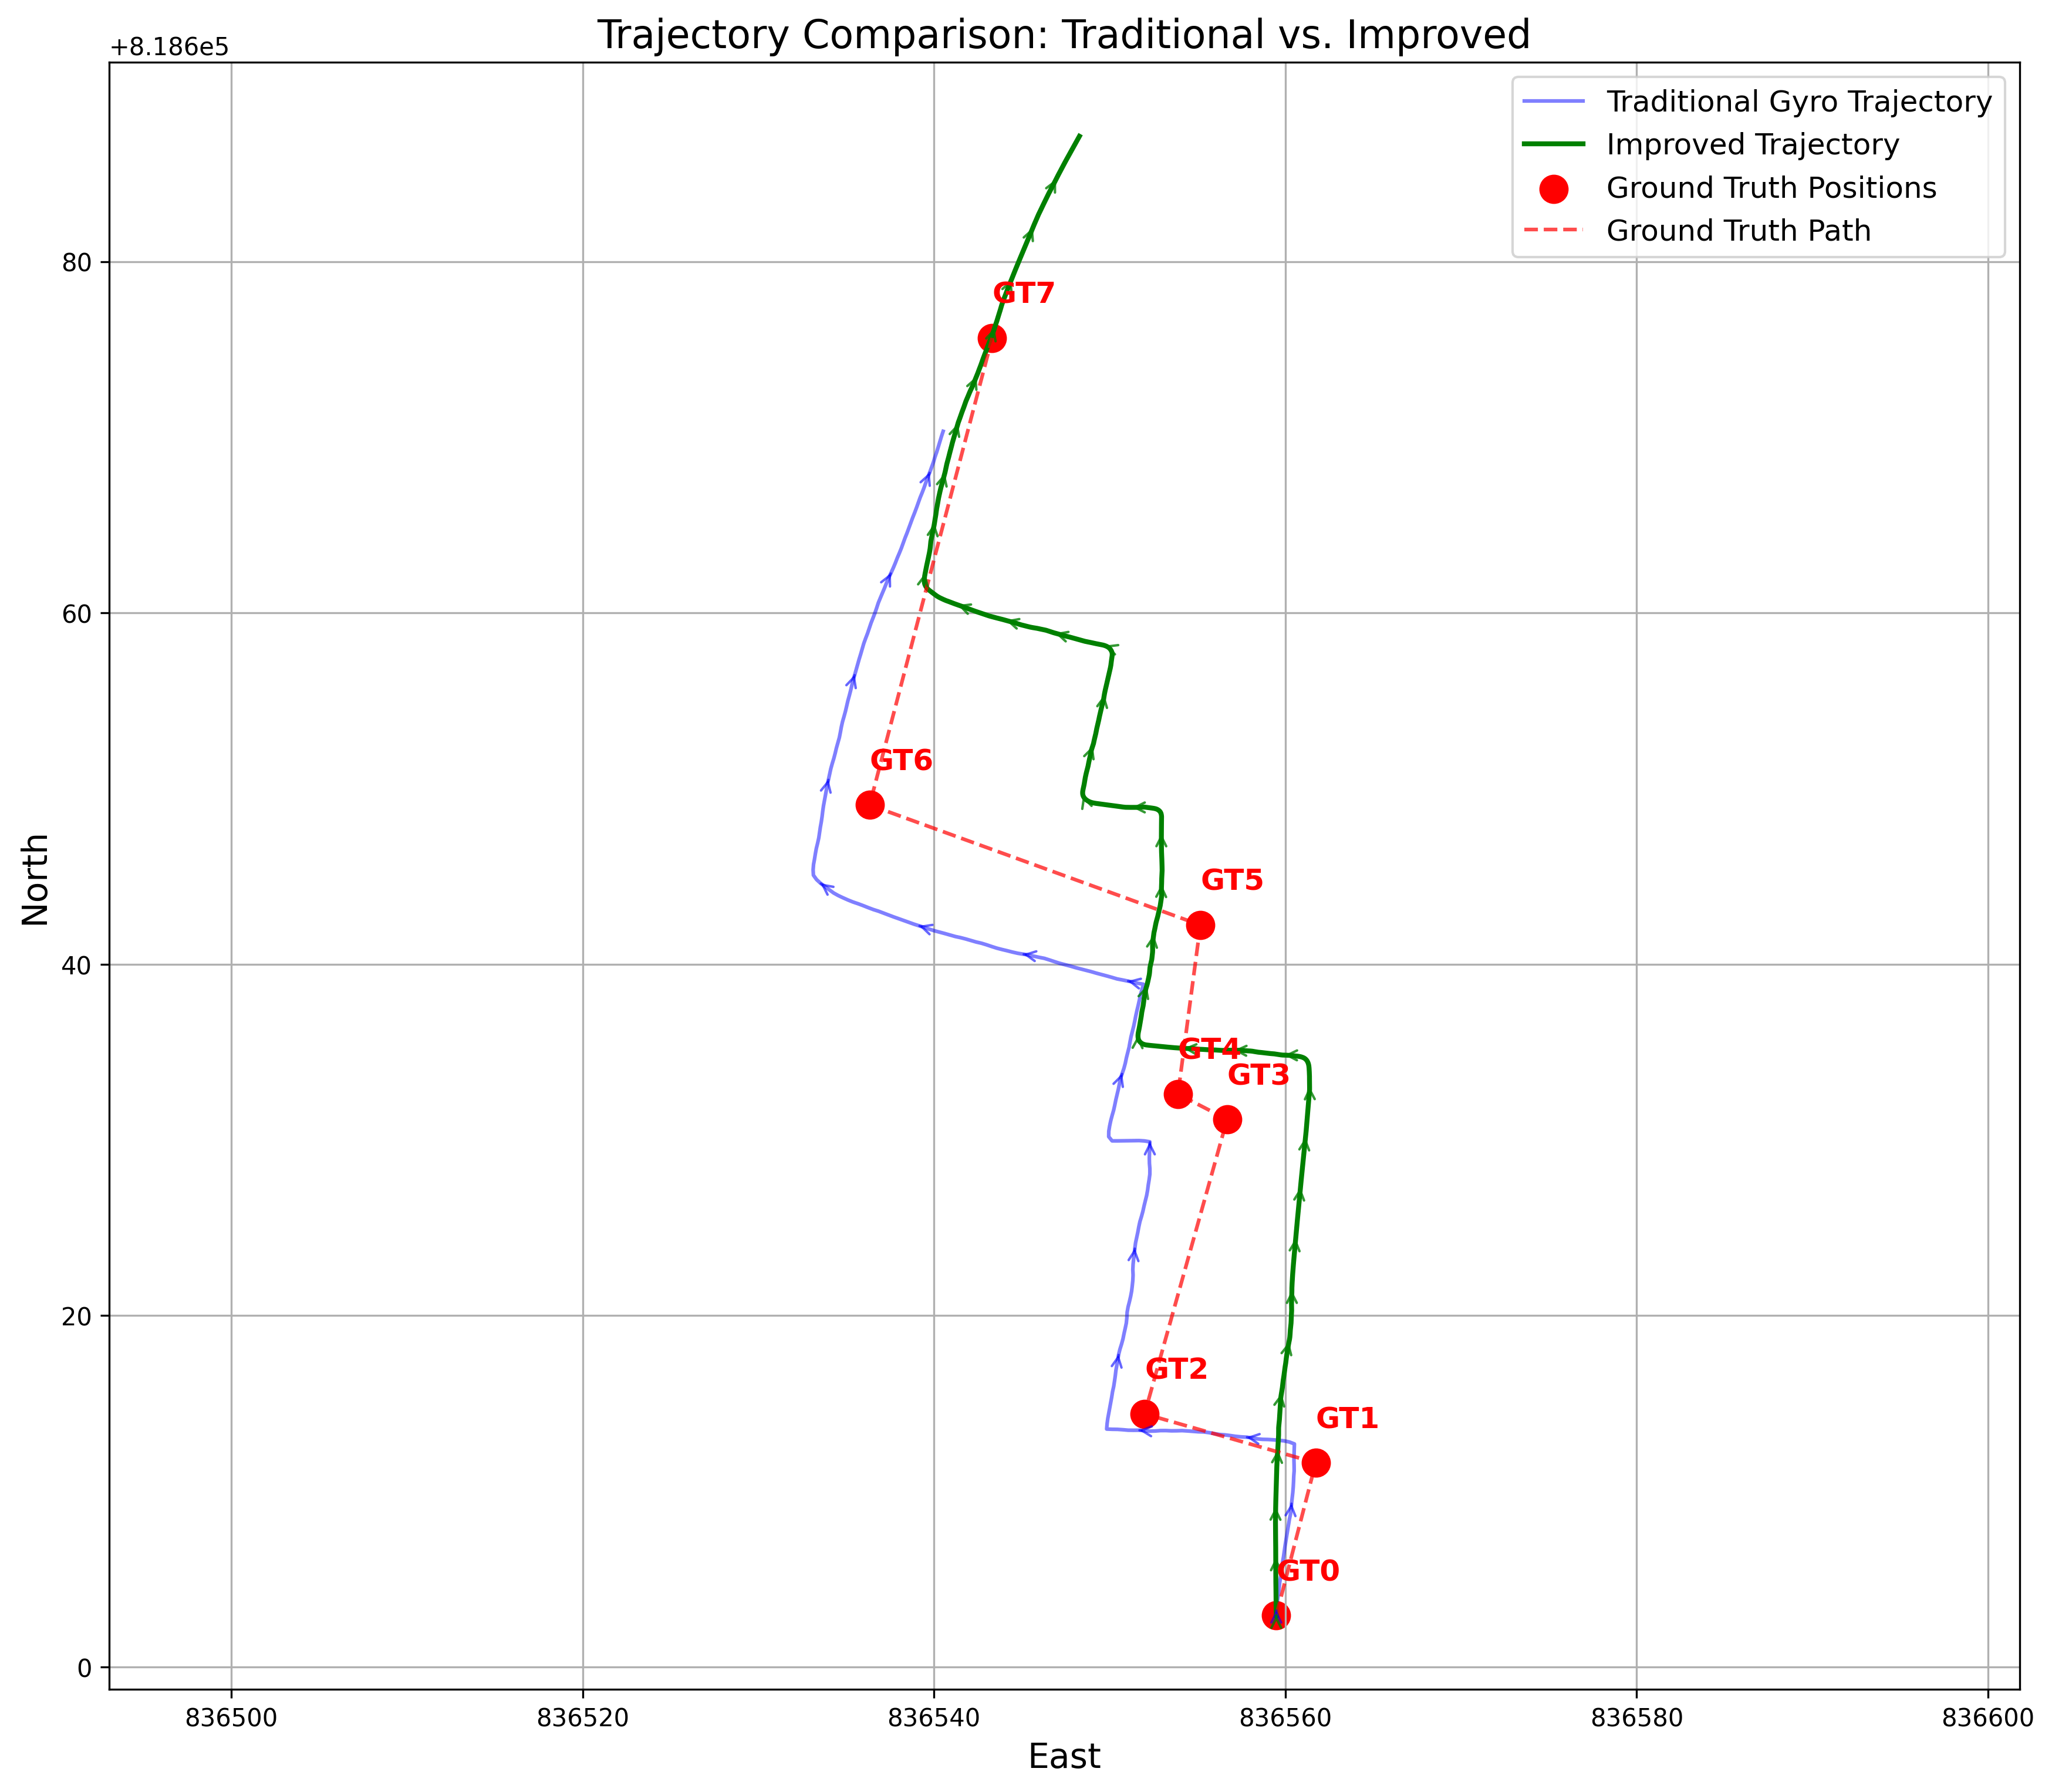 Trajectory Comparison: Traditional vs. Improved
+8.186e5
Traditional Gyro Trajectory
Improved Trajectory
Ground Truth Positions
Ground Truth Path
80
60
40
20
0
North
GT7
GT6
GT5
GT4
GT3
GT2
GT1
GT0
836500
836520
836540
836560
836580
836600
East